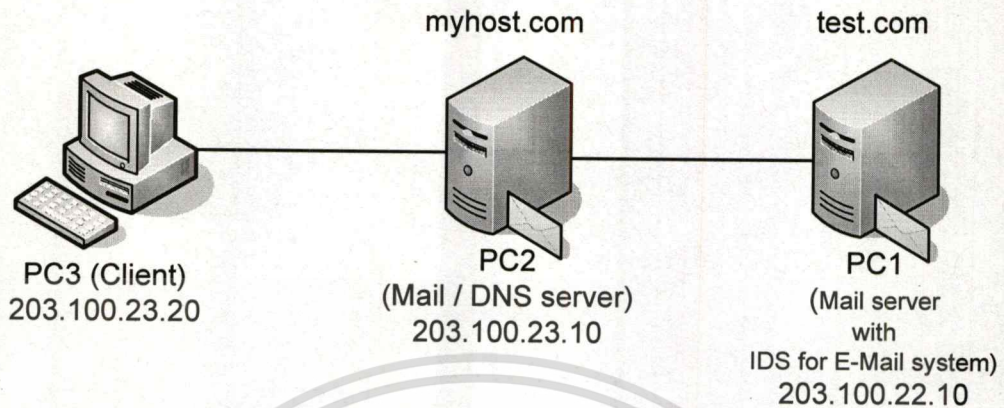 myhost.com
test.com
PC3 (Client)
203.100.23.20
PC2
(Mail / DNS server)
203.100.23.10
PC1
(Mail server
with
IDS for E-Mail system)
203.100.22.10